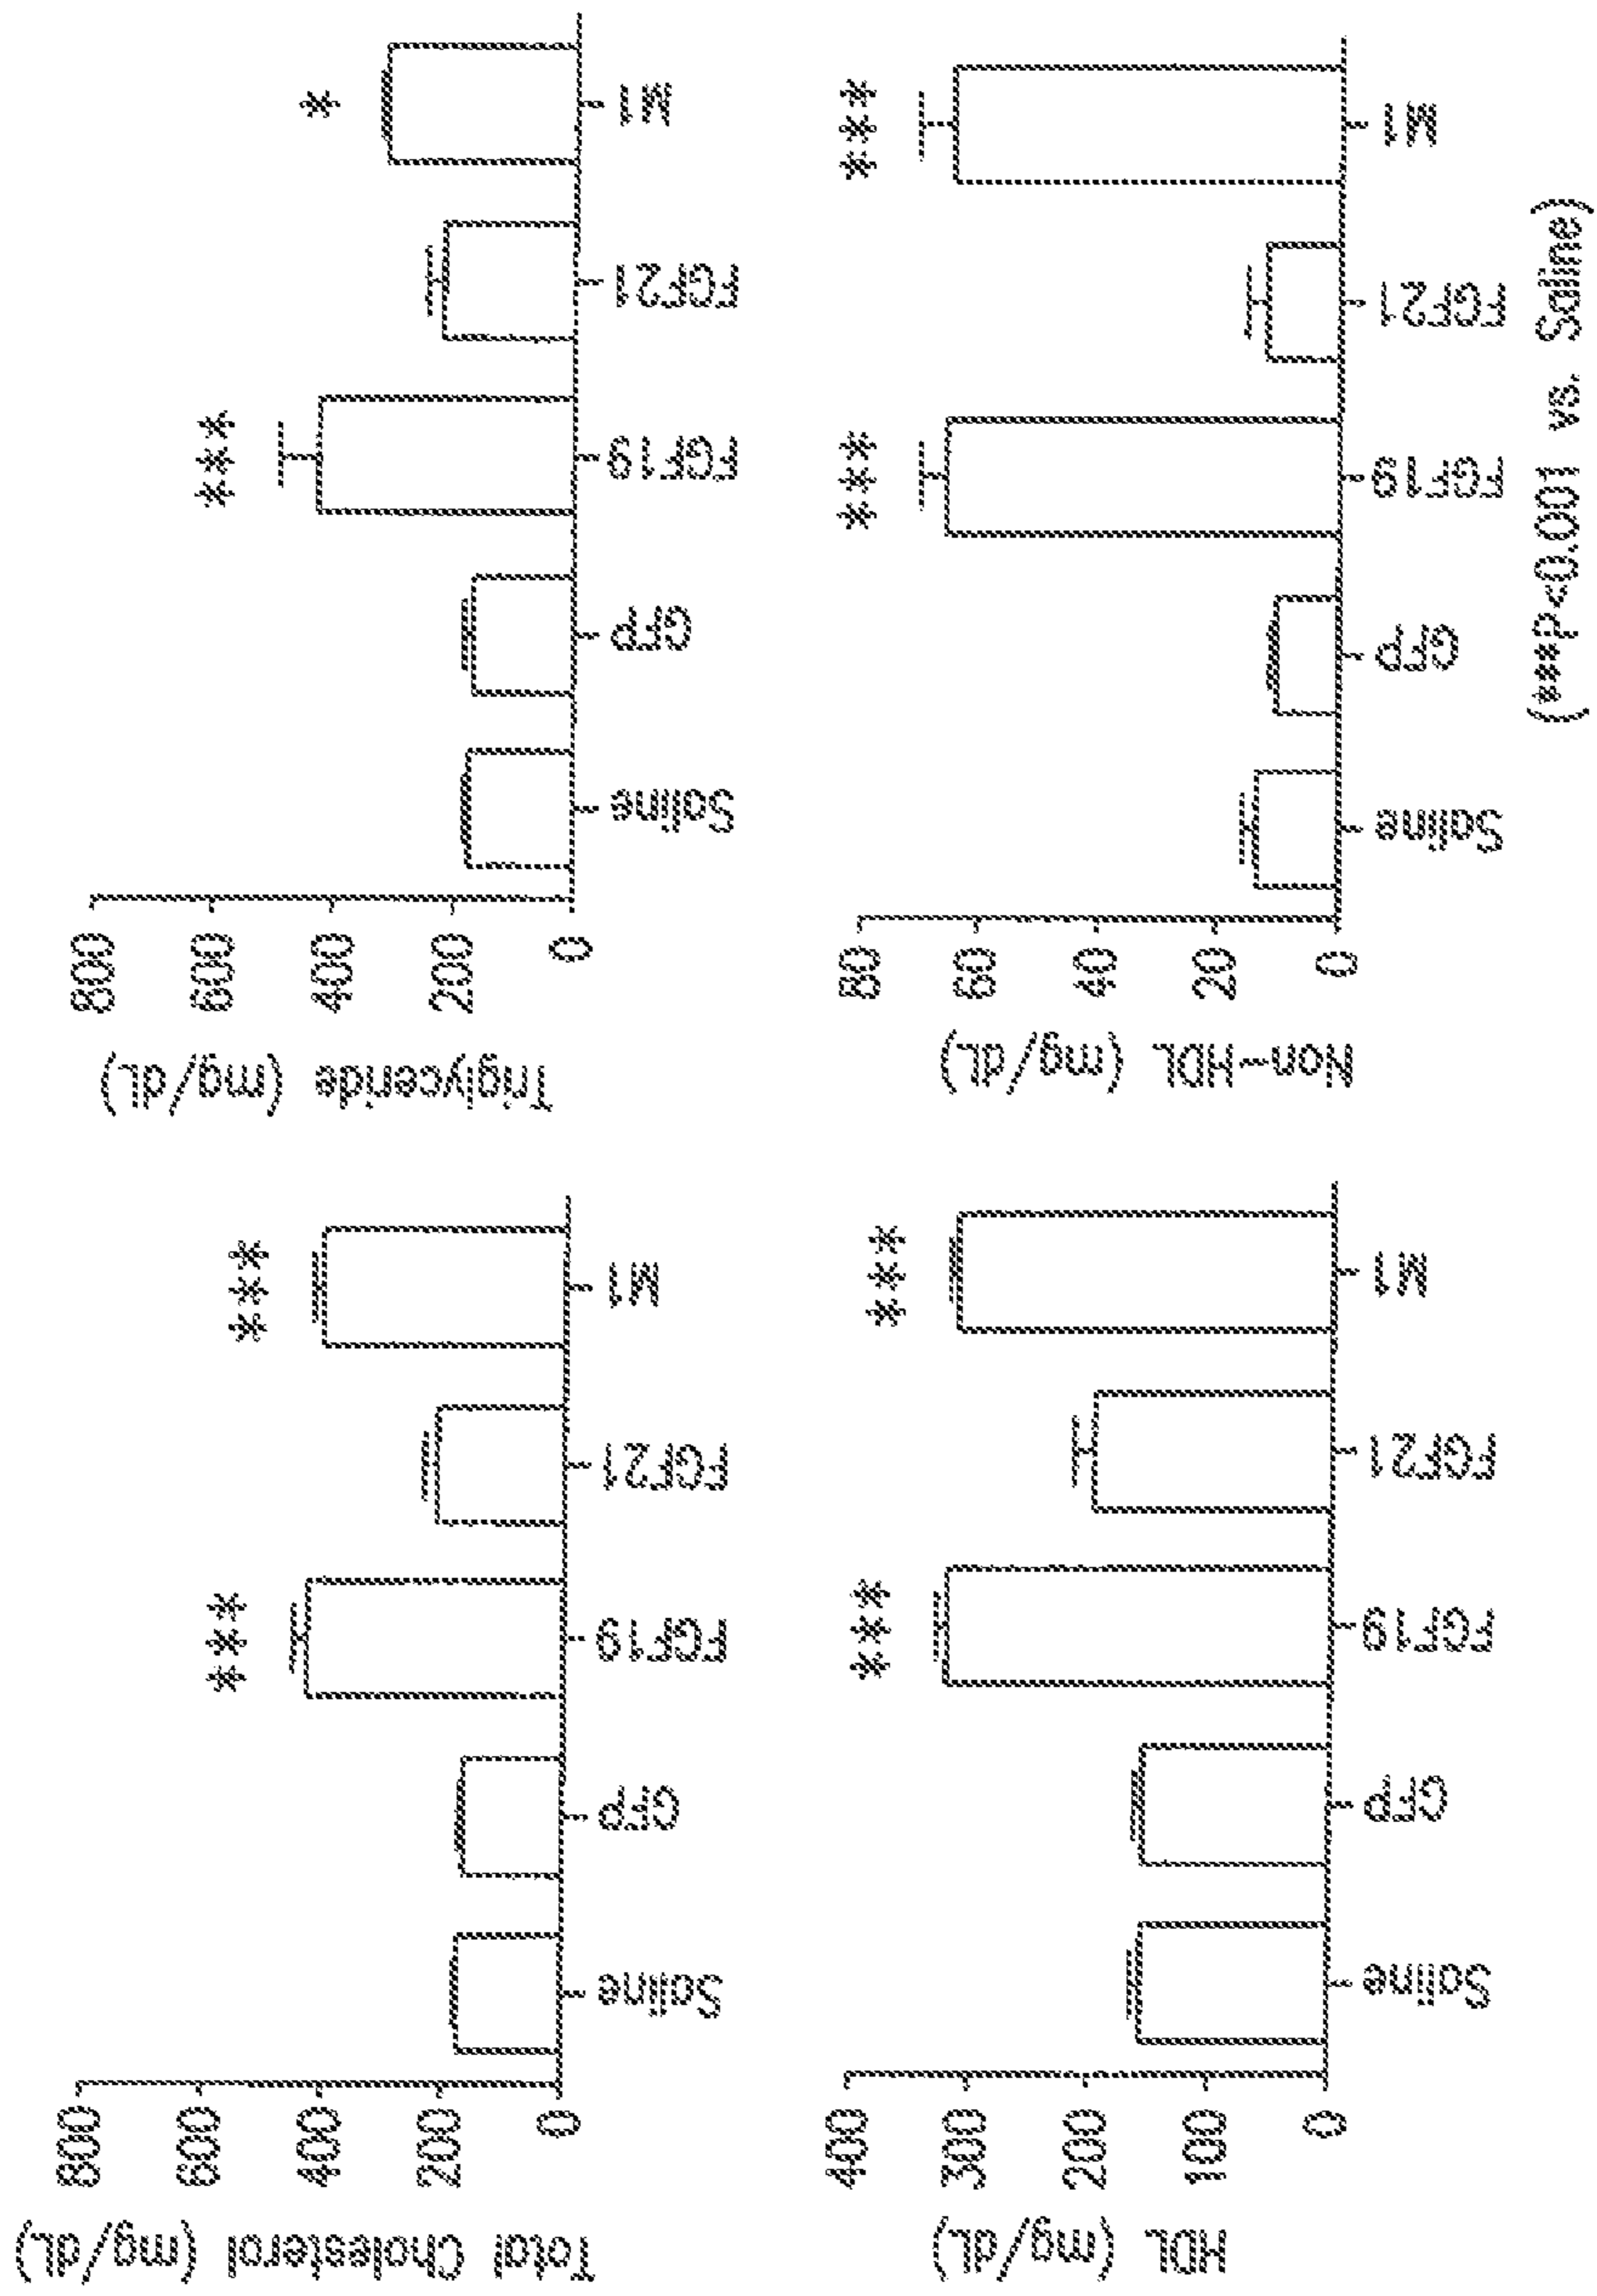 Total Cholesterol (mg/dL)
800
600
400
200
0
***
***
Saline
GFP
FGF19
FGF21
M1
Triglyceride (mg/dL)
800
600
400
200
0
***
*
Saline
GFP
FGF19
FGF21
M1
HDL (mg/dL)
400
300
200
100
0
***
***
Saline
GFP
FGF19
FGF21
M1
Non-HDL (mg/dL)
80
60
40
20
0
***
***
Saline
GFP
FGF19
FGF21
M1
(***P<0.001 vs. Saline)